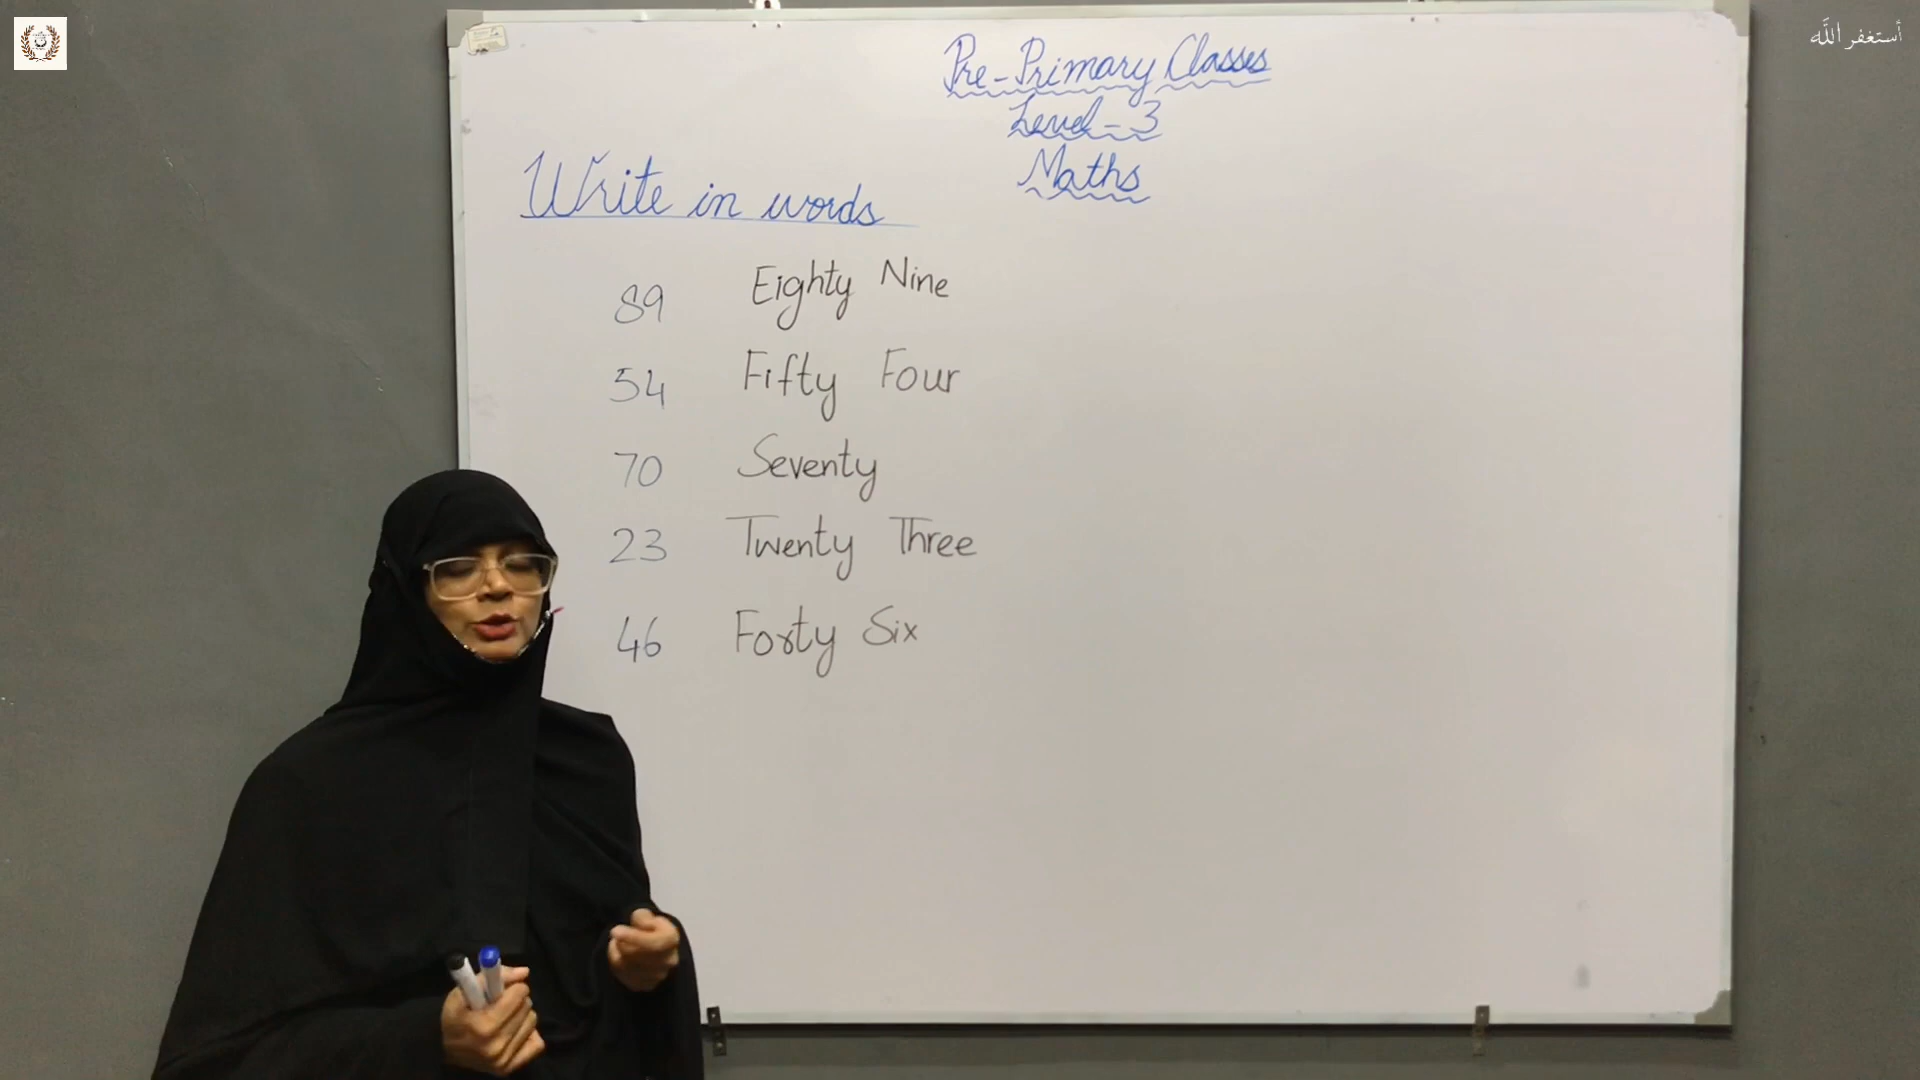 أستغفر الله
Pre-Primary Classes
Level-3
Maths
Write in words
89 Eighty Nine
54 Fifty Four
70 Seventy
23 Twenty Three
46 Forty Six